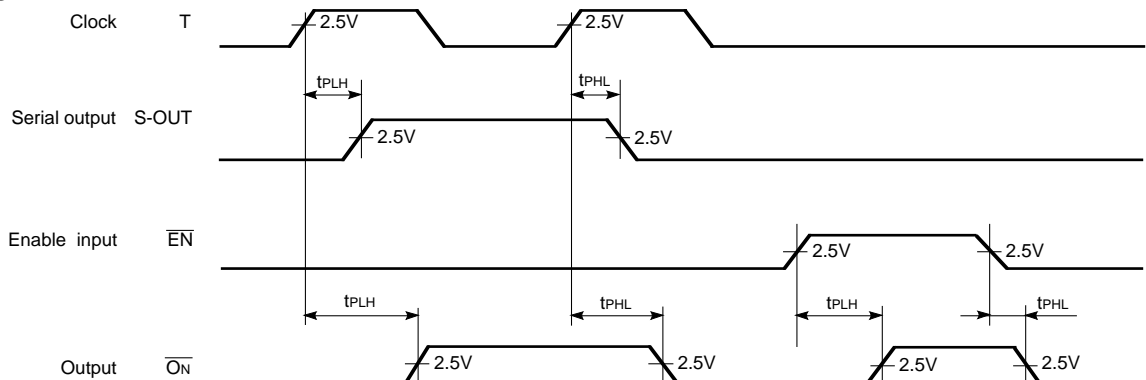 Clock T 2.5V 2.5V
tPLH tPHL
Serial output S-OUT 2.5V 2.5V
Enable input EN 2.5V 2.5V
tPLH tPHL tPLH tPHL
Output ON 2.5V 2.5V 2.5V 2.5V